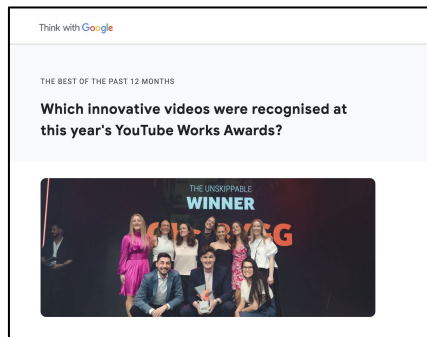 Think with Google
THE BEST OF THE PAST 12 MONTHS
Which innovative videos were recognised at
this year's YouTube Works Awards?
THE UNSKIPPABLE
WINNER